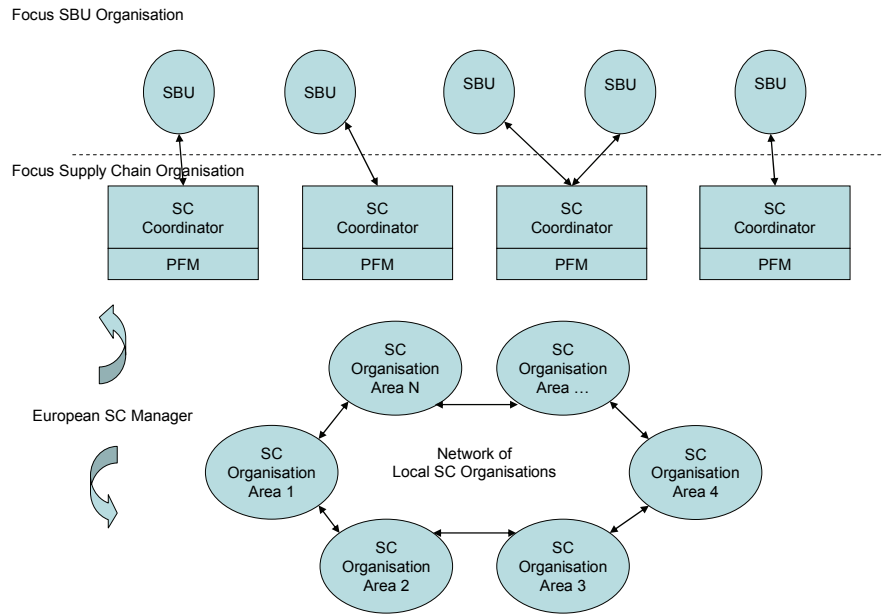 Focus SBU Organisation
SBU
SBU
SBU
SBU
SBU
Focus Supply Chain Organisation
SC
Coordinator
PFM
SC
Coordinator
PFM
SC
Coordinator
PFM
SC
Coordinator
PFM
SC
Organisation
Area N
SC
Organisation
Area …
European SC Manager
SC
Organisation
Area 1
Network of
Local SC Organisations
SC
Organisation
Area 4
SC
Organisation
Area 2
SC
Organisation
Area 3